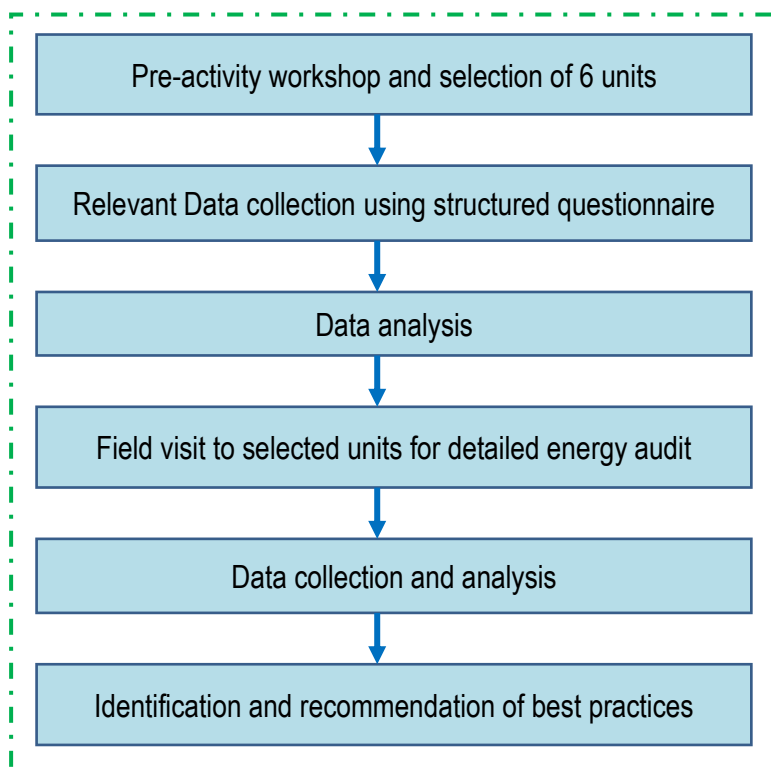 Pre-activity workshop and selection of 6 units
Relevant Data collection using structured questionnaire
Data analysis
Field visit to selected units for detailed energy audit
Data collection and analysis
Identification and recommendation of best practices